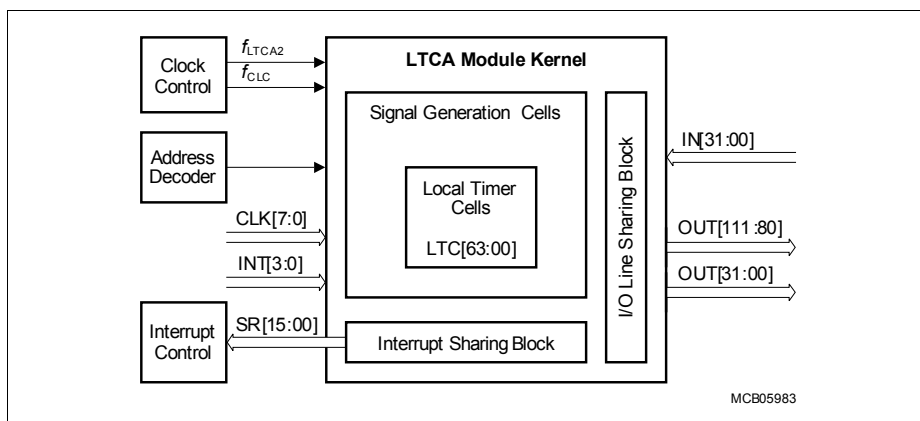 Clock
Control
fLTCA2
fCLC
LTCA Module Kernel
Signal Generation Cells
Address
Decoder
Local Timer
Cells
LTC[63:00]
I/O Line Sharing Block
IN[31:00]
CLK[7:0]
INT[3:0]
OUT[111:80]
OUT[31:00]
Interrupt
Control
SR[15:00]
Interrupt Sharing Block
MCB05983